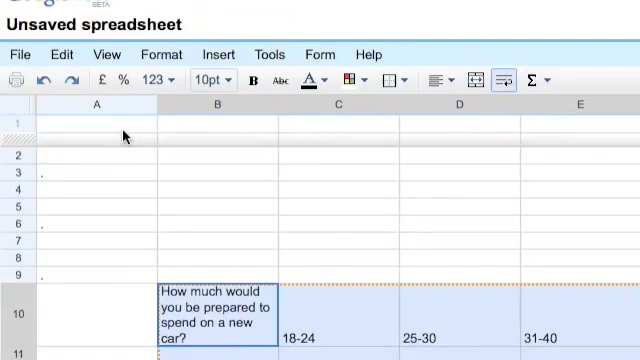 BETA
Unsaved spreadsheet
File Edit View Format Insert Tools Form Help
£ % 123 10pt B Abc A Σ
A B C D E
1
2
3 .
4
5
6 .
7
8
9 .
How much would
you be prepared to
10 spend on a new
car? 18-24 25-30 31-40
11